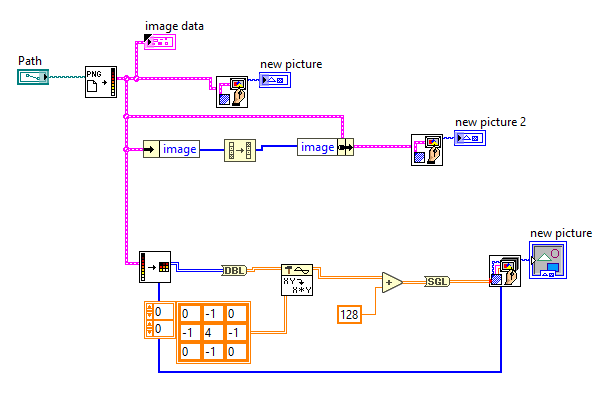 image data
Path
PNG
new picture
new picture 2
image
image
new picture
DBL
XY
X*Y
+
SGL
128
0
0
0 -1 0
-1 4 -1
0 -1 0